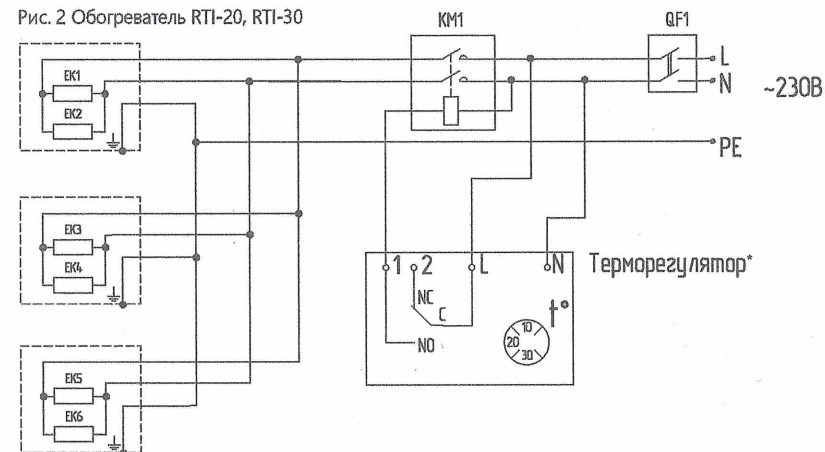 Рис. 2 Обогреватель RTI-20, RTI-30
KM1
QF1
L
N
~230В
PE
EK1
EK2
EK3
EK4
EK5
EK6
1
2
L
N
Терморегулятор*
NC
C
NO
t°
10
20
30